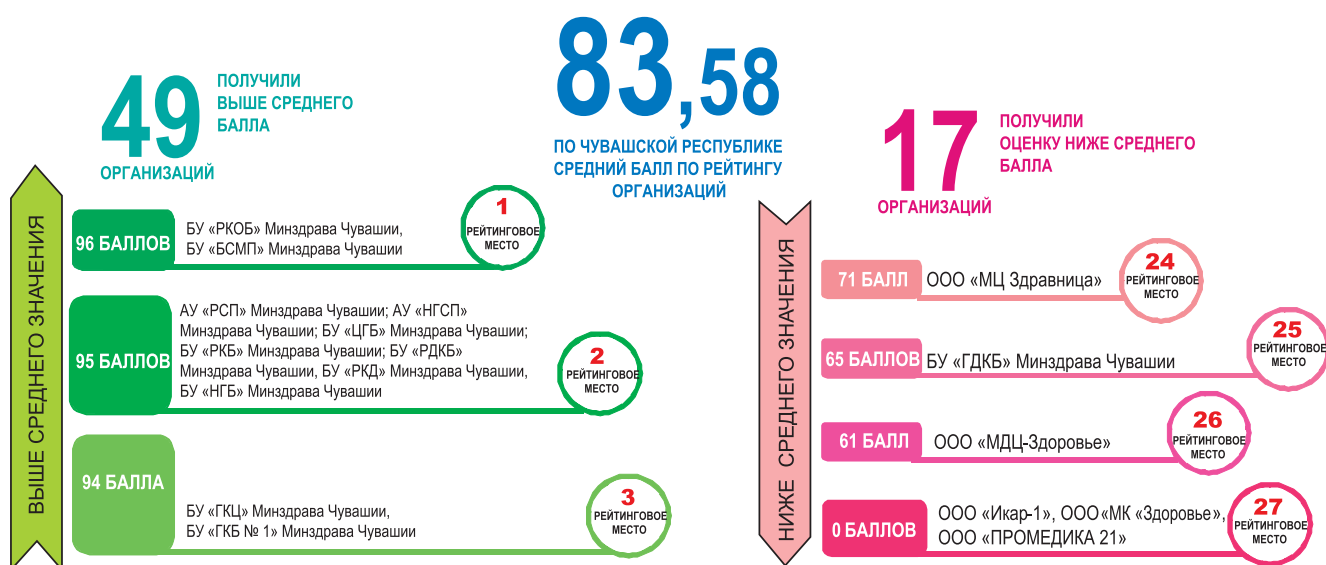 83,58
ПО ЧУВАШСКОЙ РЕСПУБЛИКЕ
СРЕДНИЙ БАЛЛ ПО РЕЙТИНГУ
ОРГАНИЗАЦИЙ
49
ПОЛУЧИЛИ
ВЫШЕ СРЕДНЕГО
БАЛЛА
ОРГАНИЗАЦИЙ
ВЫШЕ СРЕДНЕГО ЗНАЧЕНИЯ
96 БАЛЛОВ
БУ «РКОБ» Минздрава Чувашии,
БУ «БСМП» Минздрава Чувашии
1
РЕЙТИНГОВОЕ
МЕСТО
95 БАЛЛОВ
АУ «РСП» Минздрава Чувашии; АУ «НГСП»
Минздрава Чувашии; БУ «ЦГБ» Минздрава Чувашии;
БУ «РКБ» Минздрава Чувашии; БУ «РДКБ»
Минздрава Чувашии, БУ «РКД» Минздрава Чувашии,
БУ «НГБ» Минздрава Чувашии
2
РЕЙТИНГОВОЕ
МЕСТО
94 БАЛЛА
БУ «ГКЦ» Минздрава Чувашии,
БУ «ГКБ № 1» Минздрава Чувашии
3
РЕЙТИНГОВОЕ
МЕСТО
17
ПОЛУЧИЛИ
ОЦЕНКУ НИЖЕ СРЕДНЕГО
БАЛЛА
ОРГАНИЗАЦИЙ
НИЖЕ СРЕДНЕГО ЗНАЧЕНИЯ
71 БАЛЛ
ООО «МЦ Здравница»
24
РЕЙТИНГОВОЕ
МЕСТО
65 БАЛЛОВ
БУ «ГДКБ» Минздрава Чувашии
25
РЕЙТИНГОВОЕ
МЕСТО
61 БАЛЛ
ООО «МДЦ-Здоровье»
26
РЕЙТИНГОВОЕ
МЕСТО
0 БАЛЛОВ
ООО «Икар-1», ООО«МК «Здоровье»,
ООО «ПРОМЕДИКА 21»
27
РЕЙТИНГОВОЕ
МЕСТО